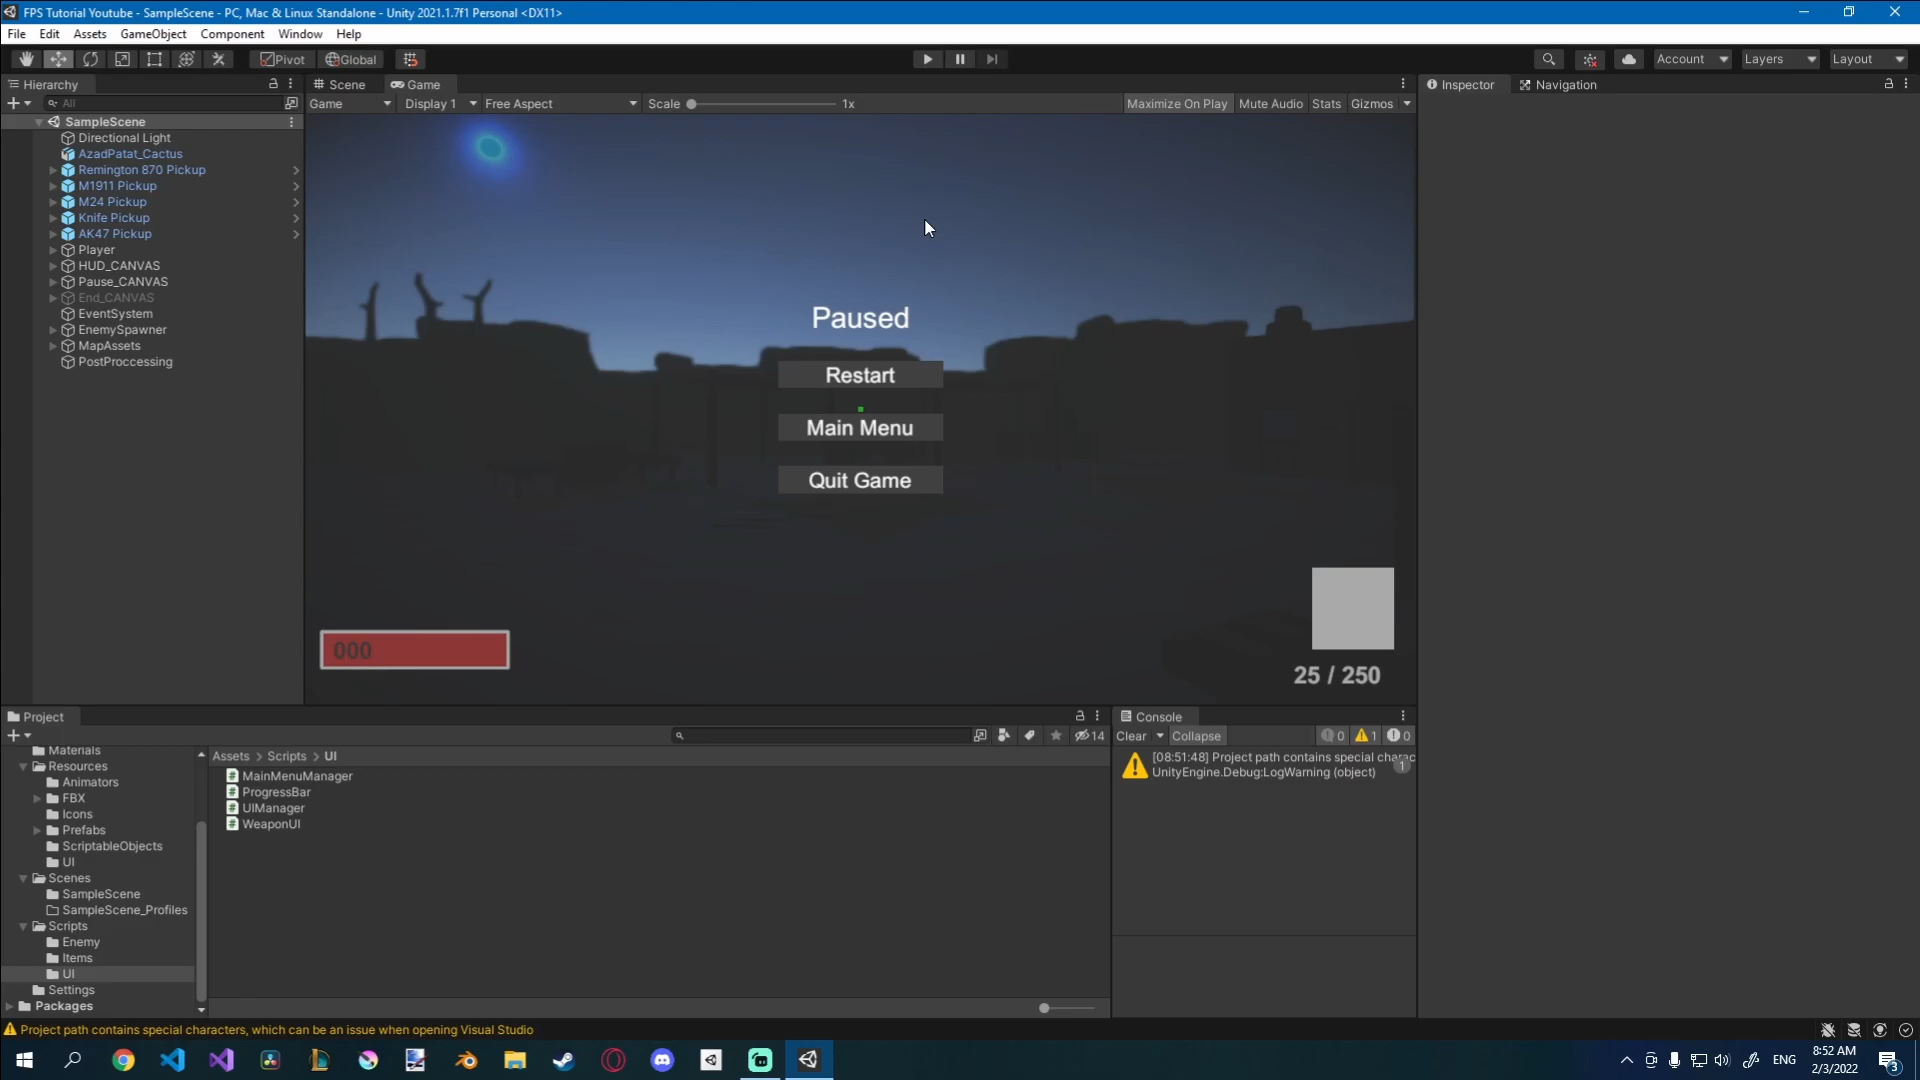 FPS Tutorial Youtube - SampleScene - PC, Mac & Linux Standalone - Unity 2021.1.7f1 Personal <DX11>
File Edit Assets GameObject Component Window Help
Pivot Global Account Layers Layout
Hierarchy Scene Game Inspector Navigation
All Game Display 1 Free Aspect Scale 1x Maximize On Play Mute Audio Stats Gizmos
SampleScene
Directional Light
AzadPatat_Cactus
Remington 870 Pickup
M1911 Pickup
M24 Pickup
Knife Pickup
AK47 Pickup
Player
HUD_CANVAS
Pause_CANVAS
End_CANVAS
EventSystem
EnemySpawner
MapAssets
PostProccessing
Paused
Restart
Main Menu
Quit Game
000
25 / 250
Project
14
Materials
Resources
Animators
FBX
Icons
Prefabs
ScriptableObjects
UI
Scenes
SampleScene
SampleScene_Profiles
Scripts
Enemy
Items
UI
Settings
Packages
Assets > Scripts > UI
MainMenuManager
ProgressBar
UIManager
WeaponUI
Console
Clear Collapse 0 1 0
[08:51:48] Project path contains special charac
UnityEngine.Debug:LogWarning (object)
1
Project path contains special characters, which can be an issue when opening Visual Studio
ENG
8:52 AM
2/3/2022
3